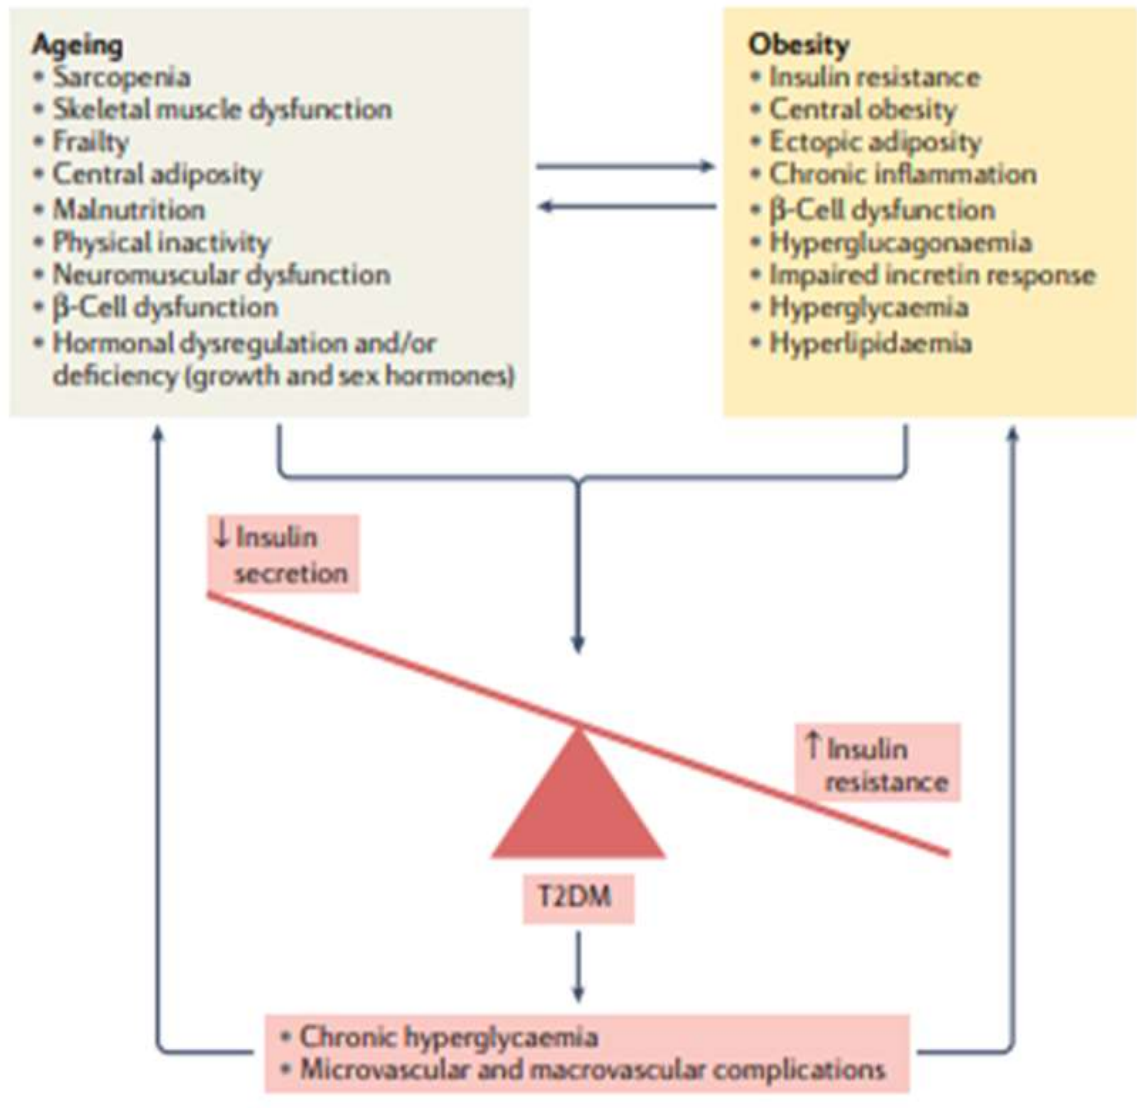 Ageing
• Sarcopenia
• Skeletal muscle dysfunction
• Frailty
• Central adiposity
• Malnutrition
• Physical inactivity
• Neuromuscular dysfunction
• β-Cell dysfunction
• Hormonal dysregulation and/or
deficiency (growth and sex hormones)
Obesity
• Insulin resistance
• Central obesity
• Ectopic adiposity
• Chronic inflammation
• β-Cell dysfunction
• Hyperglucagonaemia
• Impaired incretin response
• Hyperglycaemia
• Hyperlipidaemia
↓ Insulin
secretion
↑ Insulin
resistance
T2DM
• Chronic hyperglycaemia
• Microvascular and macrovascular complications